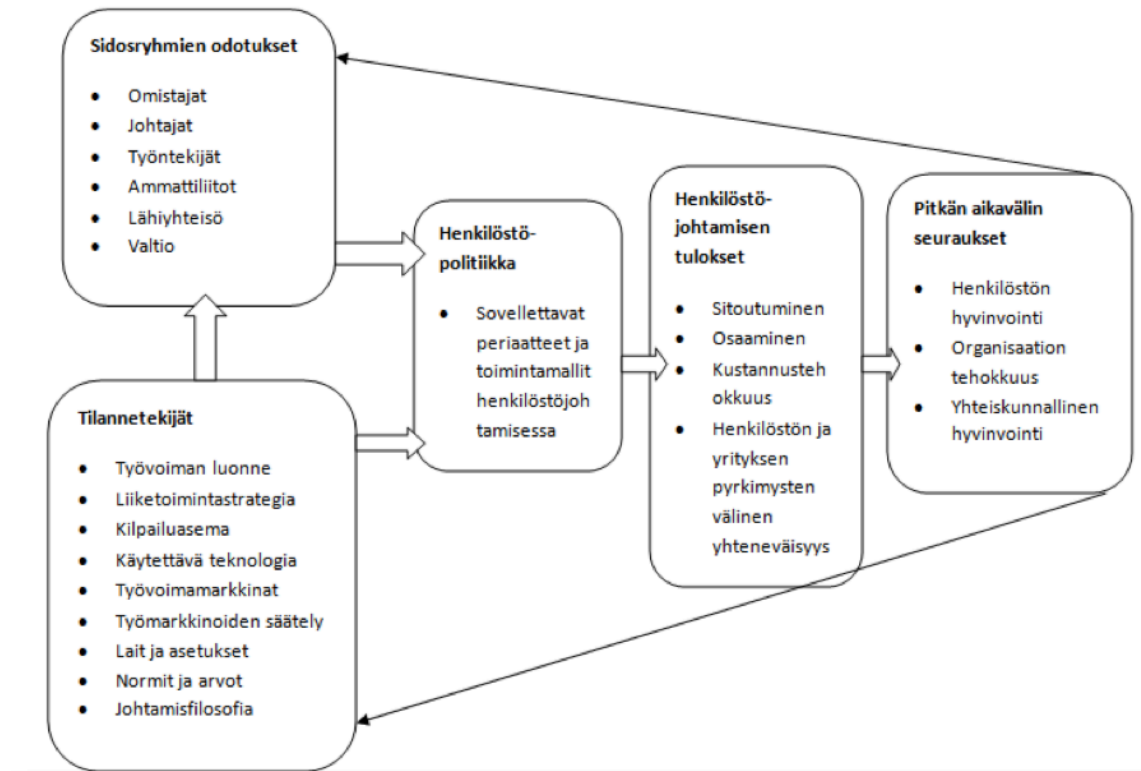 Sidosryhmien odotukset
• Omistajat
• Johtajat
• Työntekijät
• Ammattiliitot
• Lähiyhteisö
• Valtio
Tilannetekijät
• Työvoiman luonne
• Liiketoimintastrategia
• Kilpailuasema
• Käytettävä teknologia
• Työvoimamarkkinat
• Työmarkkinoiden säätely
• Lait ja asetukset
• Normit ja arvot
• Johtamisfilosofia
Henkilöstö-
politiikka
• Sovellettavat
periaatteet ja
toimintamallit
henkilöstöjoh
tamisessa
Henkilöstö-
johtamisen
tulokset
• Sitoutuminen
• Osaaminen
• Kustannusteh
okkuus
• Henkilöstön ja
yrityksen
pyrkimysten
välinen
yhteneväisyys
Pitkän aikavälin
seuraukset
• Henkilöstön
hyvinvointi
• Organisaation
tehokkuus
• Yhteiskunnallinen
hyvinvointi